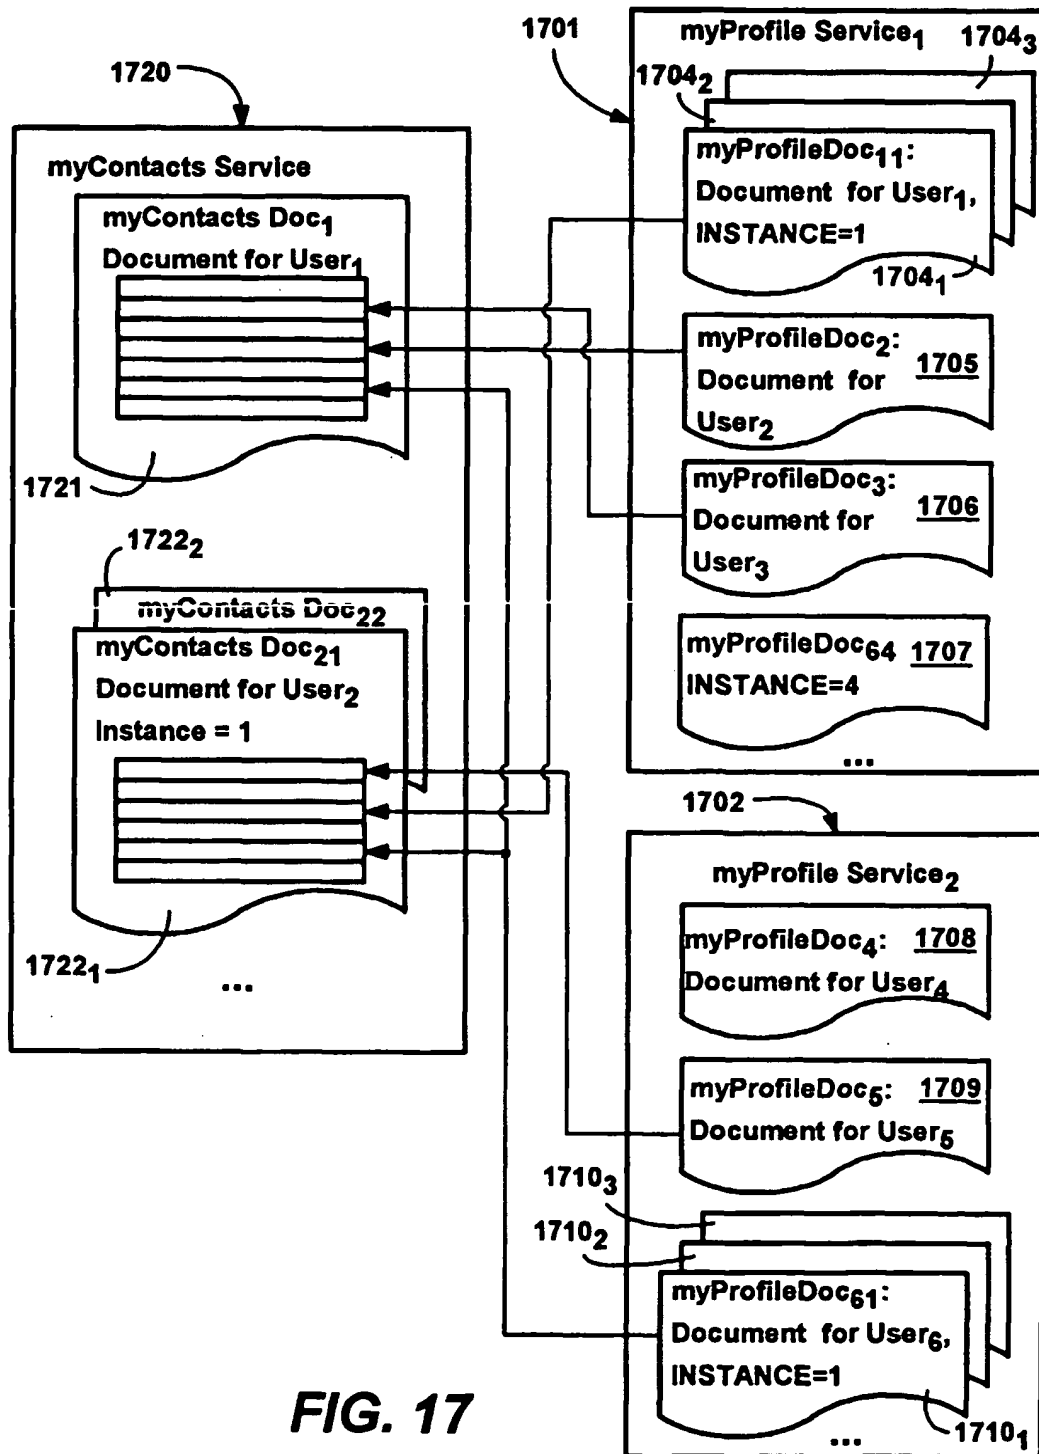 1720
myContacts Service
myContacts Doc₁
Document for User₁
1721
1722₂
myContacts Doc₂₂
myContacts Doc₂₁
Document for User₂
Instance = 1
1722₁
...
1701
myProfile Service₁
1704₃
1704₂
myProfileDoc₁₁:
Document for User₁,
INSTANCE=1
1704₁
myProfileDoc₂:
1705
Document for
User₂
myProfileDoc₃:
1706
Document for
User₃
myProfileDoc₆₄
1707
INSTANCE=4
...
1702
myProfile Service₂
myProfileDoc₄:
1708
Document for User₄
myProfileDoc₅:
1709
Document for User₅
1710₃
1710₂
myProfileDoc₆₁:
Document for User₆,
INSTANCE=1
1710₁
...
FIG. 17